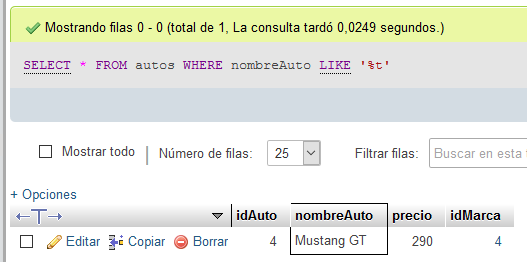 Mostrando filas 0 - 0 (total de 1, La consulta tardó 0,0249 segundos.)
SELECT * FROM autos WHERE nombreAuto LIKE '%t'
Mostrar todo | Número de filas: 25 Filtrar filas: Buscar en esta t
+ Opciones
←T→ idAuto nombreAuto precio idMarca
Editar Copiar Borrar 4 Mustang GT 290 4